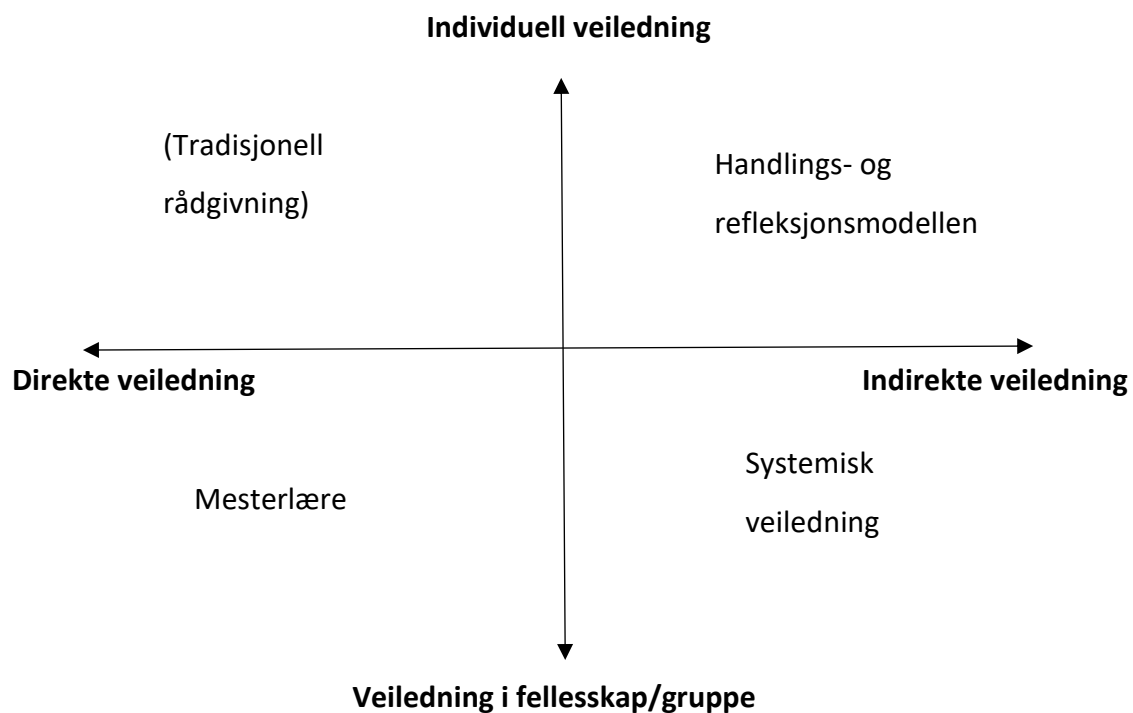 Individuell veiledning
(Tradisjonell
rådgivning)
Handlings- og
refleksjonsmodellen
Direkte veiledning
Indirekte veiledning
Mesterlære
Systemisk
veiledning
Veiledning i fellesskap/gruppe